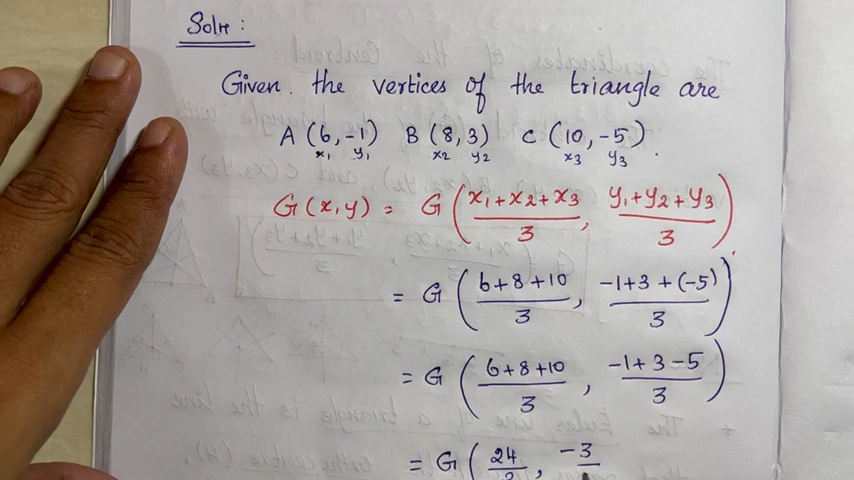 Soln :
Given the vertices of the triangle are
A (6, -1) B (8, 3) C (10, -5).
x1 y1 x2 y2 x3 y3
G(x, y) = G((x1+x2+x3)/3, (y1+y2+y3)/3).
= G((6+8+10)/3, (-1+3+(-5))/3)
= G((6+8+10)/3, (-1+3-5)/3)
= G(24/3, -3